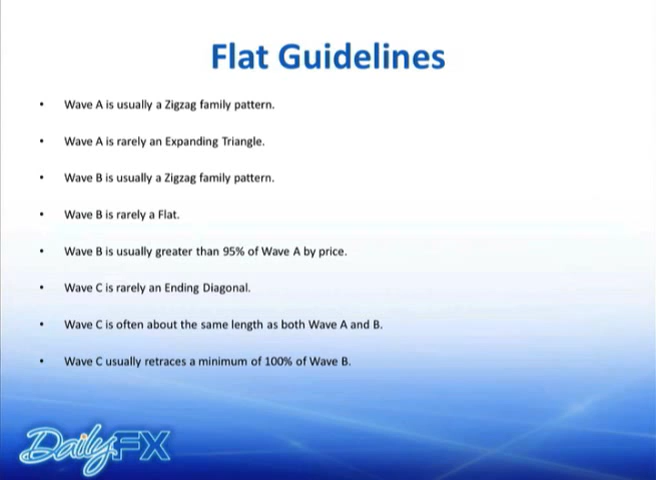 Flat Guidelines
• Wave A is usually a Zigzag family pattern.
• Wave A is rarely an Expanding Triangle.
• Wave B is usually a Zigzag family pattern.
• Wave B is rarely a Flat.
• Wave B is usually greater than 95% of Wave A by price.
• Wave C is rarely an Ending Diagonal.
• Wave C is often about the same length as both Wave A and B.
• Wave C usually retraces a minimum of 100% of Wave B.
DailyFX